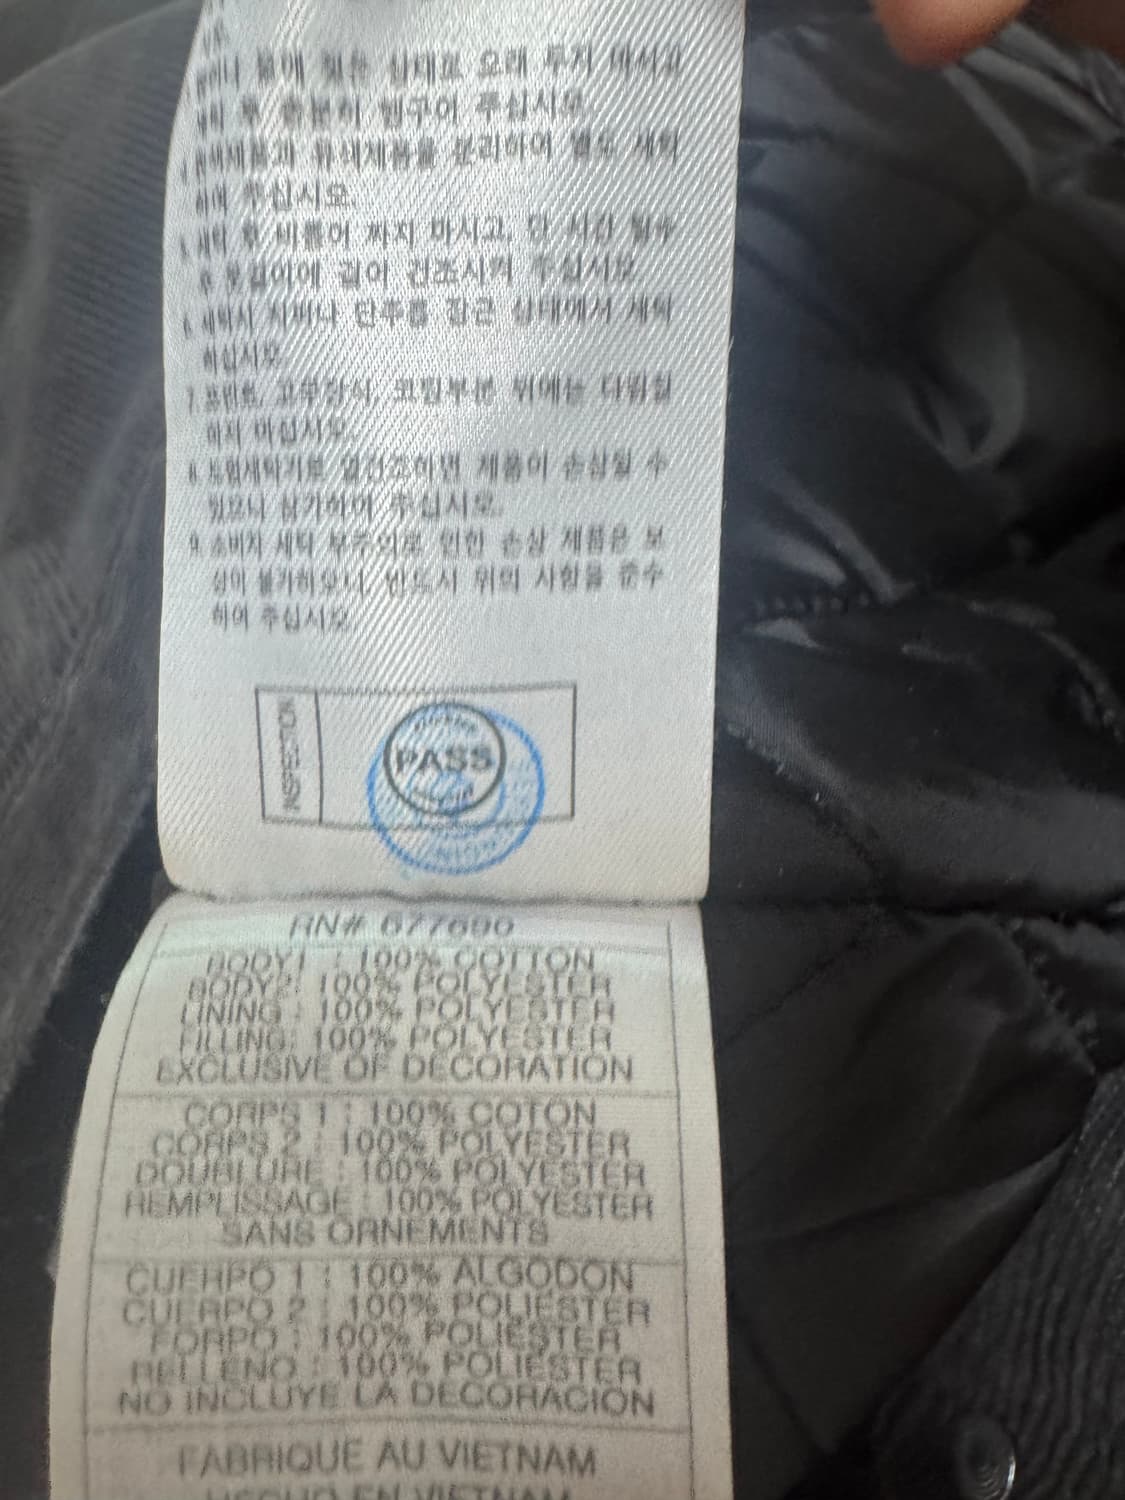 물에 젖은 상태로 오래 두지 마시고
세탁 후 충분히 헹구어 주십시오.
유색제품을 분리하여 별도 세탁
하여 주십시오.
5. 세탁 후 비틀어 짜지 마시고, 단 시간 탈수
후 옷걸이에 걸어 건조시켜 주십시오
6. 세탁시 지퍼나 단추를 잠근 상태에서 세탁
하십시오
7. 프린트, 고무장식, 코팅부분 위에는 다림질
하지 마십시오.
8. 드럼세탁기로 열건조하면 제품이 손상될 수
있으니 삼가하여 주십시오.
9. 소비자 세탁 부주의로 인한 손상 제품은 보
상이 불가하오니, 반드시 위의 사항을 준수
하여 주십시오.
INSPECTION
PASS
RN# 677690
BODY1 : 100% COTTON
BODY2: 100% POLYESTER
LINING : 100% POLYESTER
FILLING: 100% POLYESTER
EXCLUSIVE OF DECORATION
CORPS 1 : 100% COTON
CORPS 2 : 100% POLYESTER
DOUBLURE : 100% POLYESTER
REMPLISSAGE : 100% POLYESTER
SANS ORNEMENTS
CUERPO 1 : 100% ALGODON
CUERPO 2 : 100% POLIESTER
FORPO : 100% POLIESTER
RELLENO : 100% POLIESTER
NO INCLUYE LA DECORACION
FABRIQUE AU VIETNAM
HECHO EN VIETNAM